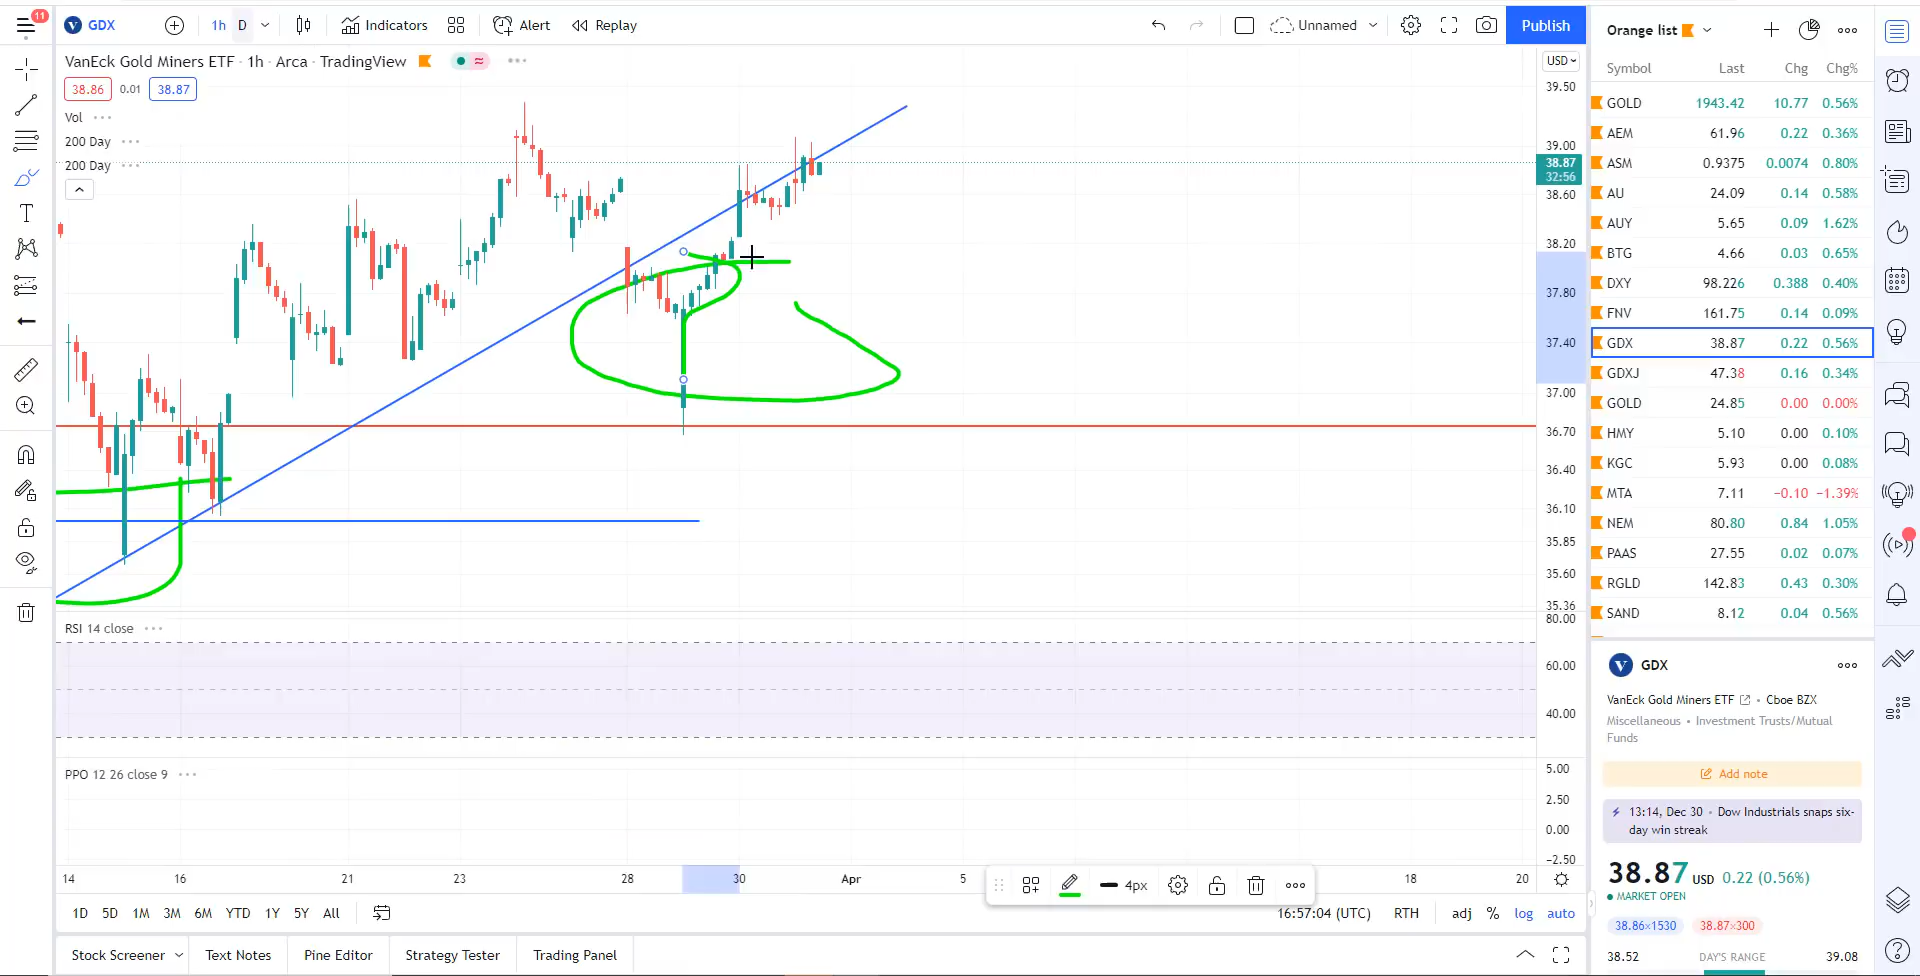 11
GDX
1h D
Indicators
Alert
Replay
Unnamed
Publish
VanEck Gold Miners ETF · 1h · Arca · TradingView
38.86 0.01 38.87
Vol
200 Day
200 Day
USD
39.50
39.00
38.87
32:56
38.60
38.20
37.80
37.40
37.00
36.70
36.40
36.10
35.85
35.60
35.36
RSI 14 close
80.00
60.00
40.00
PPO 12 26 close 9
5.00
2.50
0.00
−2.50
14 16 21 23 28 30 Apr 5 18 20
4px
1D 5D 1M 3M 6M YTD 1Y 5Y All
16:57:04 (UTC) RTH adj % log auto
Stock Screener Text Notes Pine Editor Strategy Tester Trading Panel
Orange list
Symbol Last Chg Chg%
GOLD 1943.42 10.77 0.56%
AEM 61.96 0.22 0.36%
ASM 0.9375 0.0074 0.80%
AU 24.09 0.14 0.58%
AUY 5.65 0.09 1.62%
BTG 4.66 0.03 0.65%
DXY 98.226 0.388 0.40%
FNV 161.75 0.14 0.09%
GDX 38.87 0.22 0.56%
GDXJ 47.38 0.16 0.34%
GOLD 24.85 0.00 0.00%
HMY 5.10 0.00 0.10%
KGC 5.93 0.00 0.08%
MTA 7.11 −0.10 −1.39%
NEM 80.80 0.84 1.05%
PAAS 27.55 0.02 0.07%
RGLD 142.83 0.43 0.30%
SAND 8.12 0.04 0.56%
V GDX
VanEck Gold Miners ETF • Cboe BZX
Miscellaneous • Investment Trusts/Mutual
Funds
Add note
13:14, Dec 30 • Dow Industrials snaps six-
day win streak
38.87 USD 0.22 (0.56%)
MARKET OPEN
38.86×1530 38.87×300
38.52 DAY'S RANGE 39.08